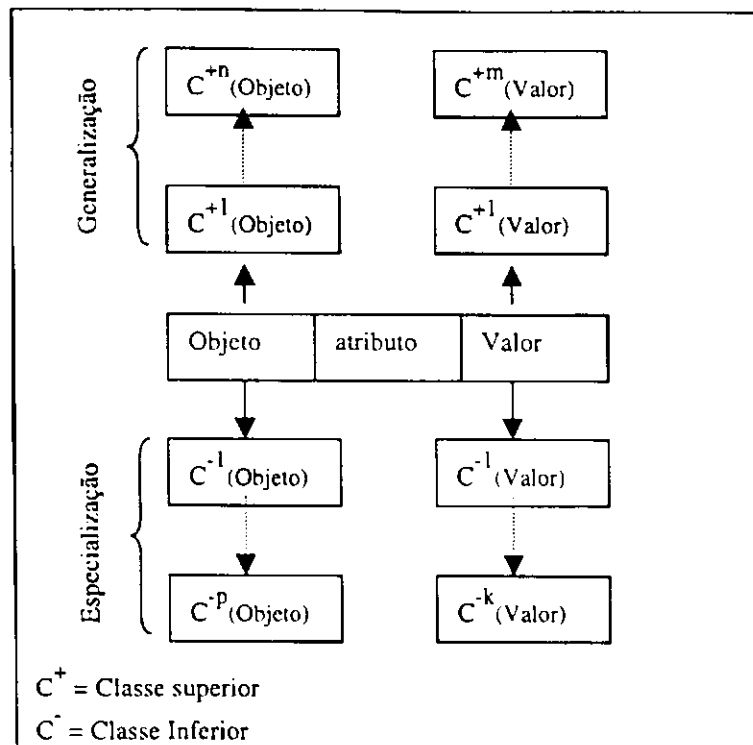 Generalização
C+n(Objeto) C+m(Valor)
C+1(Objeto) C+1(Valor)
Objeto atributo Valor
Especialização
C-1(Objeto) C-1(Valor)
C-p(Objeto) C-k(Valor)
C+ = Classe superior
C- = Classe Inferior